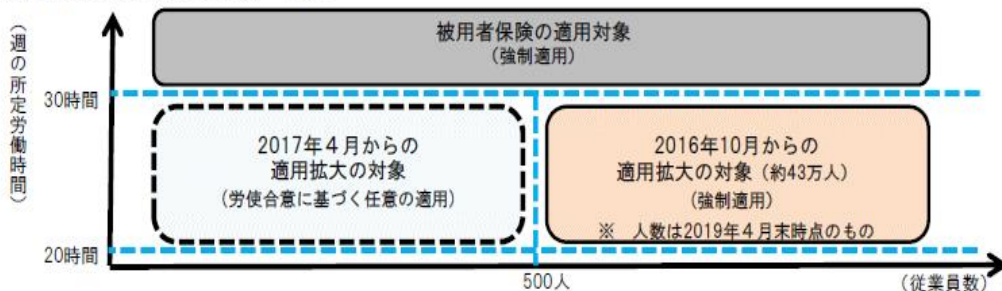 （週の所定労働時間）
被用者保険の適用対象
（強制適用）
30時間
2017年４月からの
適用拡大の対象
（労使合意に基づく任意の適用）
2016年10月からの
適用拡大の対象（約43万人）
（強制適用）
※　人数は2019年４月末時点のもの
20時間
500人
（従業員数）